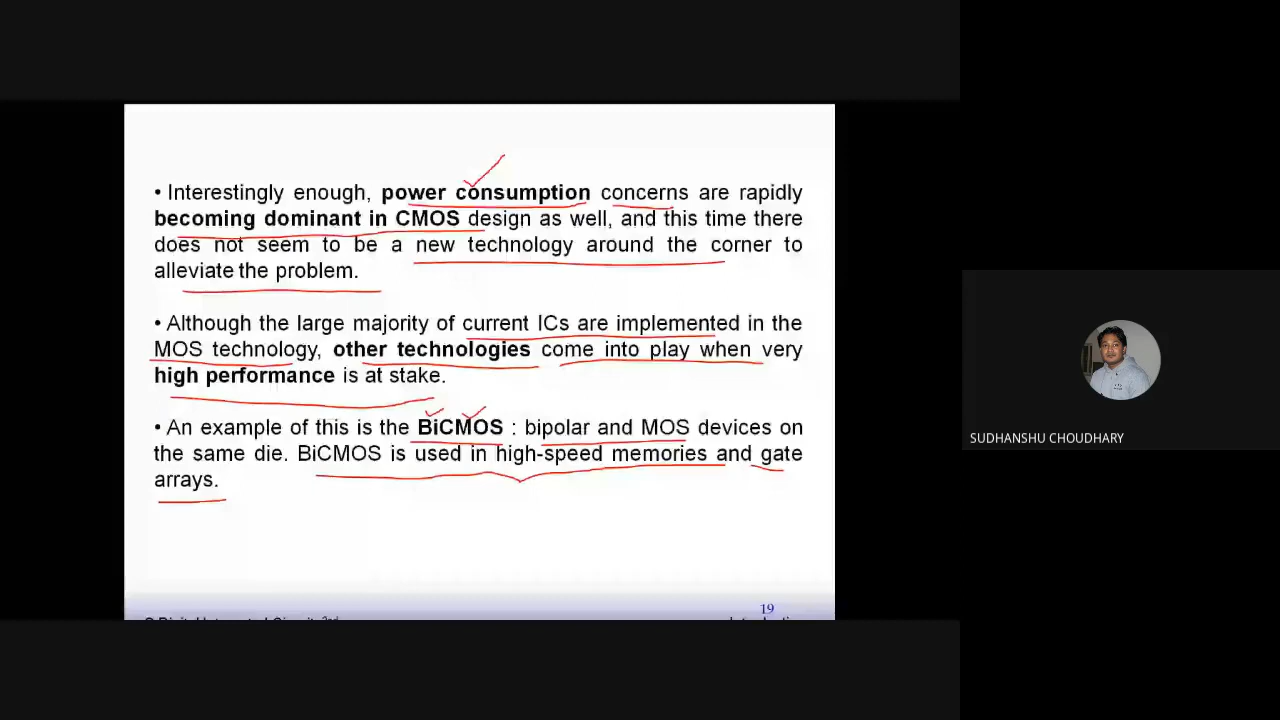 • Interestingly enough, power consumption concerns are rapidly
becoming dominant in CMOS design as well, and this time there
does not seem to be a new technology around the corner to
alleviate the problem.
• Although the large majority of current ICs are implemented in the
MOS technology, other technologies come into play when very
high performance is at stake.
• An example of this is the BiCMOS : bipolar and MOS devices on
the same die. BiCMOS is used in high-speed memories and gate
arrays.
19
SUDHANSHU CHOUDHARY